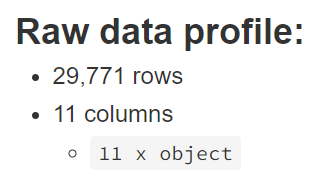 Raw data profile:
29,771 rows
11 columns
11 x object